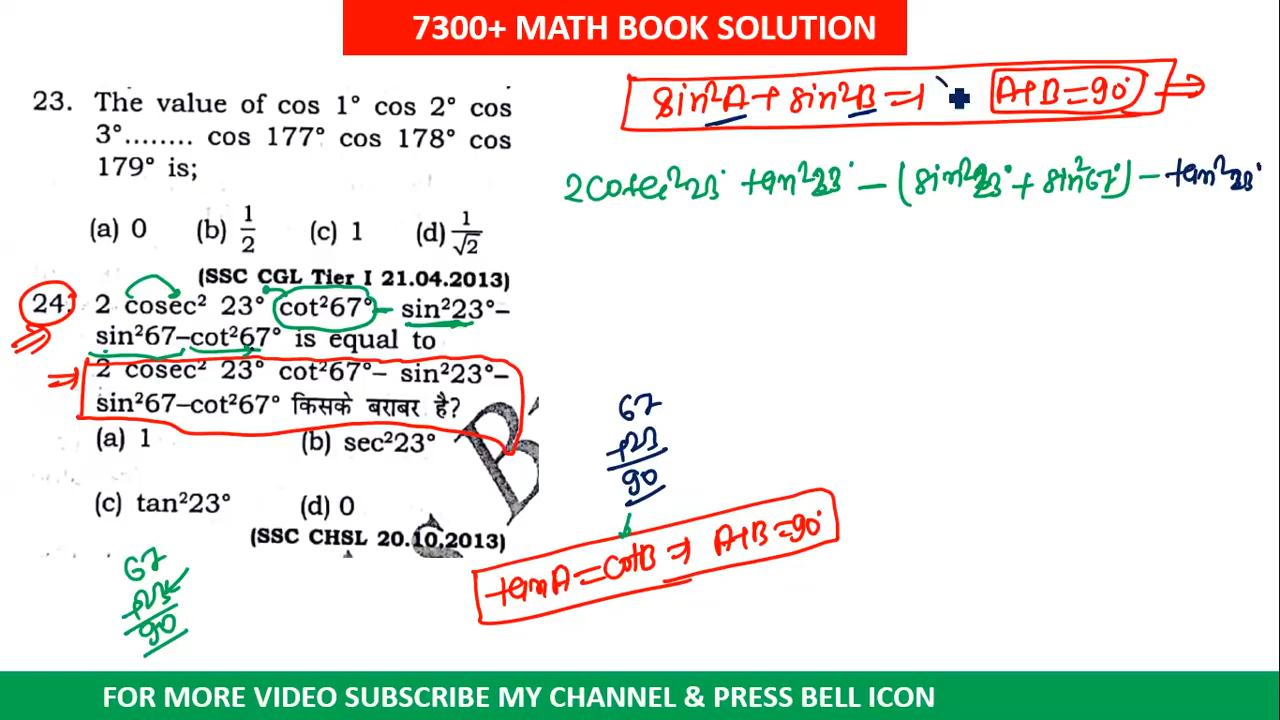 7300+ MATH BOOK SOLUTION
23. The value of cos 1° cos 2° cos
3°........ cos 177° cos 178° cos
179° is;
(a) 0 (b) 1/2 (c) 1 (d) 1/√2
(SSC CGL Tier I 21.04.2013)
24. 2 cosec² 23° cot²67°– sin²23°–
sin²67–cot²67° is equal to
2 cosec² 23° cot²67°– sin²23°–
sin²67–cot²67° किसके बराबर है?
(a) 1 (b) sec²23°
(c) tan²23° (d) 0
(SSC CHSL 20.10.2013)
67
+23
90
sin²A + sin²B = 1 A+B=90° ⇒
2cosec²23° tan²23° – (sin²23° + sin²67°) – tan²23°
67
+23
90
tanA = cotB ⇒ A+B=90°
FOR MORE VIDEO SUBSCRIBE MY CHANNEL & PRESS BELL ICON